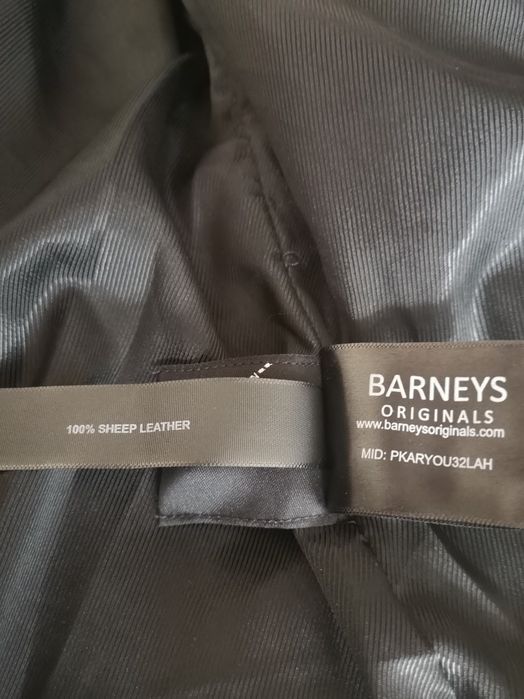 100% SHEEP LEATHER
BARNEYS
ORIGINALS
www.barneysoriginals.com
MID: PKARYOU32LAH